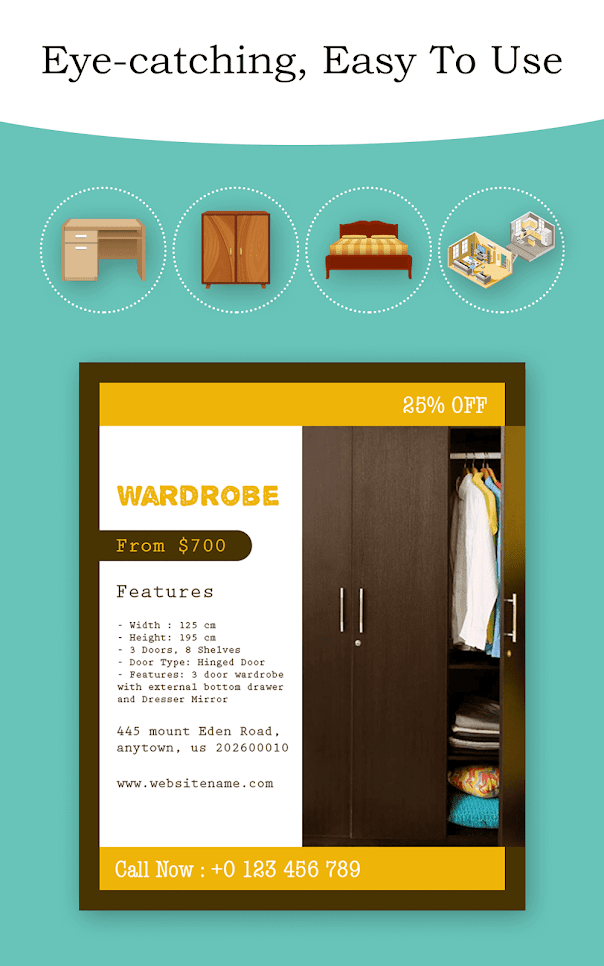 Eye-catching, Easy To Use
25% OFF
WARDROBE
From $700
Features
- Width : 125 cm
- Height: 195 cm
- 3 Doors, 8 Shelves
- Door Type: Hinged Door
- Features: 3 door wardrobe
with external bottom drawer
and Dresser Mirror
445 mount Eden Road,
anytown, us 202600010
www.websitename.com
Call Now : +0 123 456 789